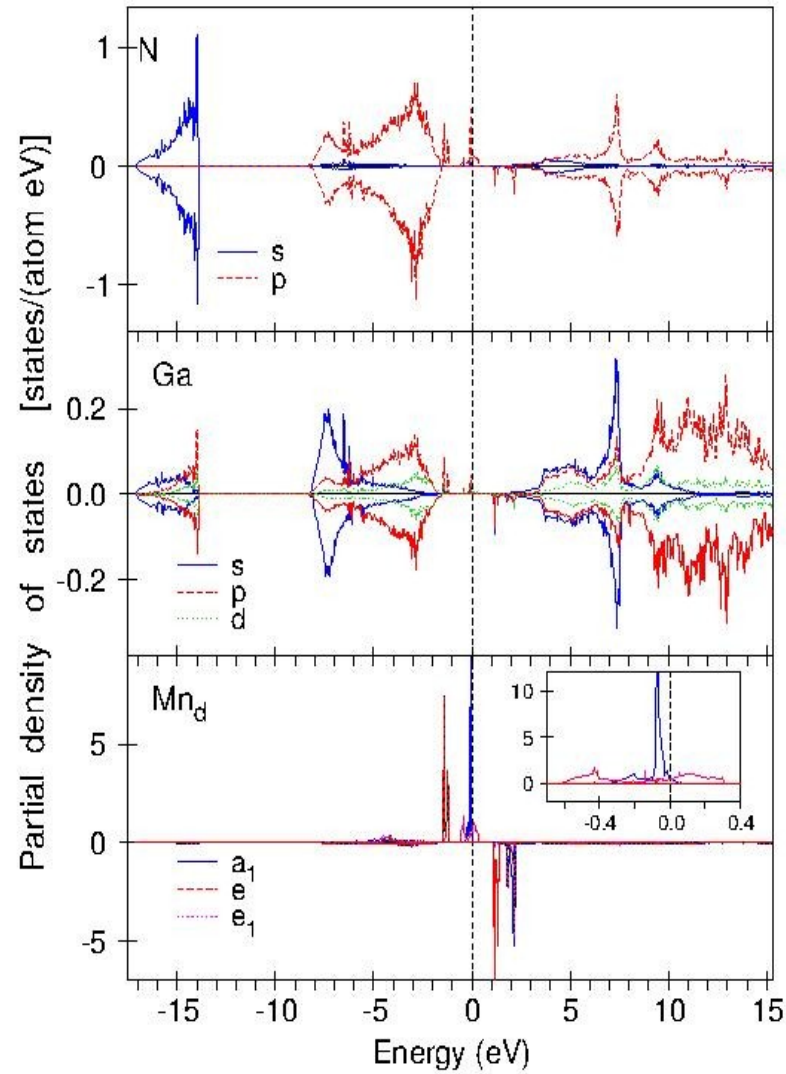 Partial density of states [states/(atom eV)]
N
1
0
-1
s
p
Ga
0.2
0.0
-0.2
s
p
d
Mn_d
5
0
-5
a_1
e
e_1
10
5
0
-0.4
0.0
0.4
-15
-10
-5
0
5
10
15
Energy (eV)